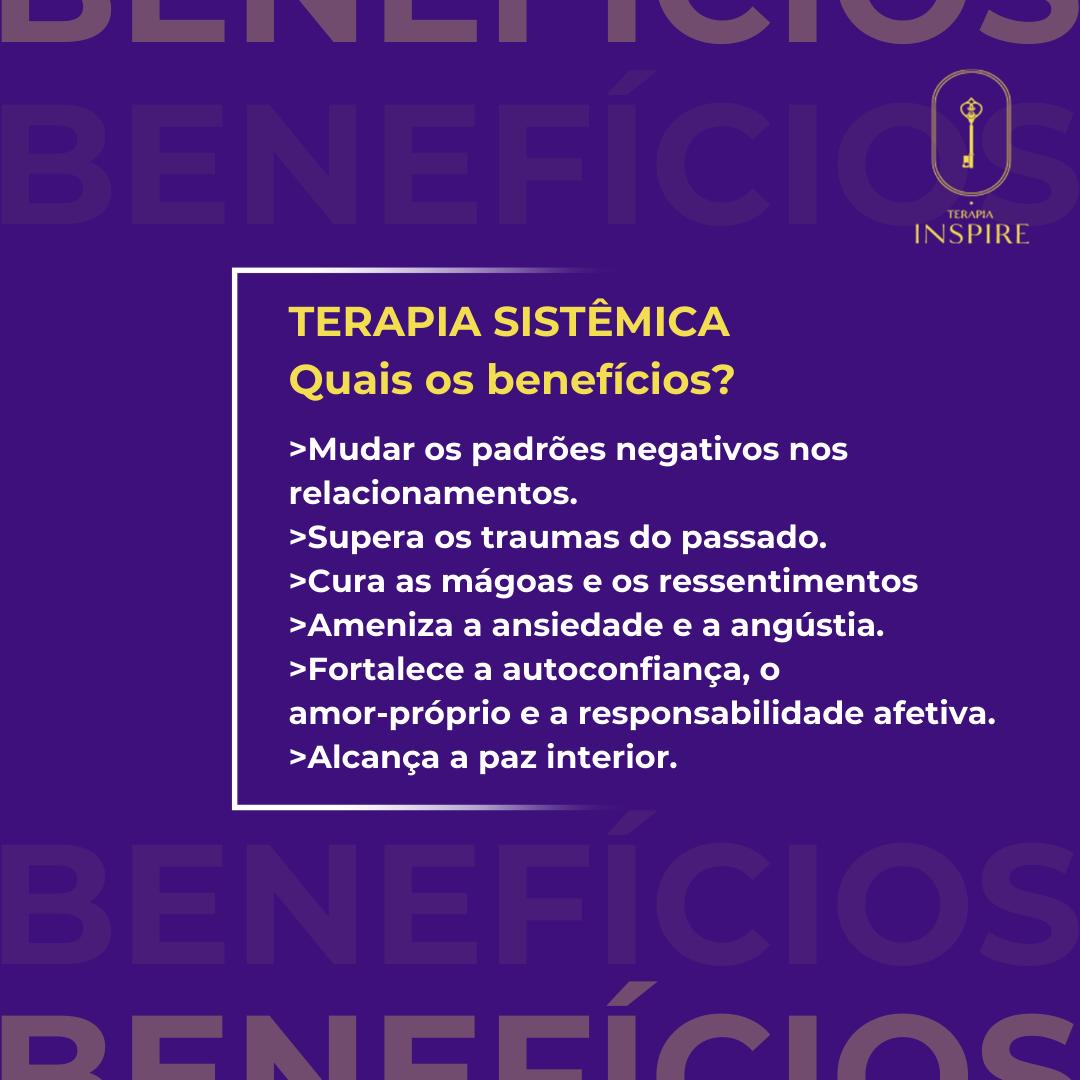 BENEFÍCIOS
BENEFÍCIOS
TERAPIA
INSPIRE
TERAPIA SISTÊMICA
Quais os benefícios?
>Mudar os padrões negativos nos
relacionamentos.
>Supera os traumas do passado.
>Cura as mágoas e os ressentimentos
>Ameniza a ansiedade e a angústia.
>Fortalece a autoconfiança, o
amor-próprio e a responsabilidade afetiva.
>Alcança a paz interior.
BENEFÍCIOS
BENEFÍCIOS